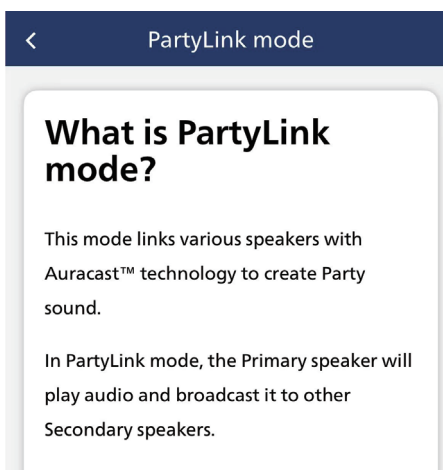 PartyLink mode
What is PartyLink
mode?
This mode links various speakers with
Auracast™ technology to create Party
sound.
In PartyLink mode, the Primary speaker will
play audio and broadcast it to other
Secondary speakers.